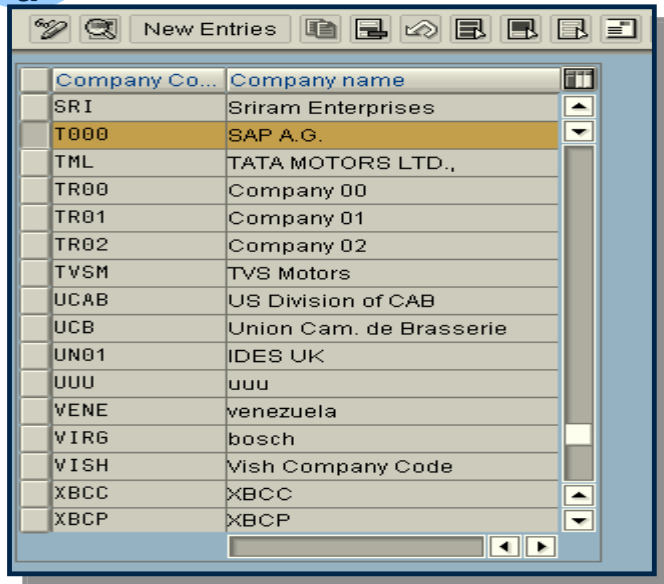 New Entries
Company Co... Company name
SRI Sriram Enterprises
T000 SAP A.G.
TML TATA MOTORS LTD.,
TR00 Company 00
TR01 Company 01
TR02 Company 02
TVSM TVS Motors
UCAB US Division of CAB
UCB Union Cam. de Brasserie
UN01 IDES UK
UUU uuu
VENE venezuela
VIRG bosch
VISH Vish Company Code
XBCC XBCC
XBCP XBCP